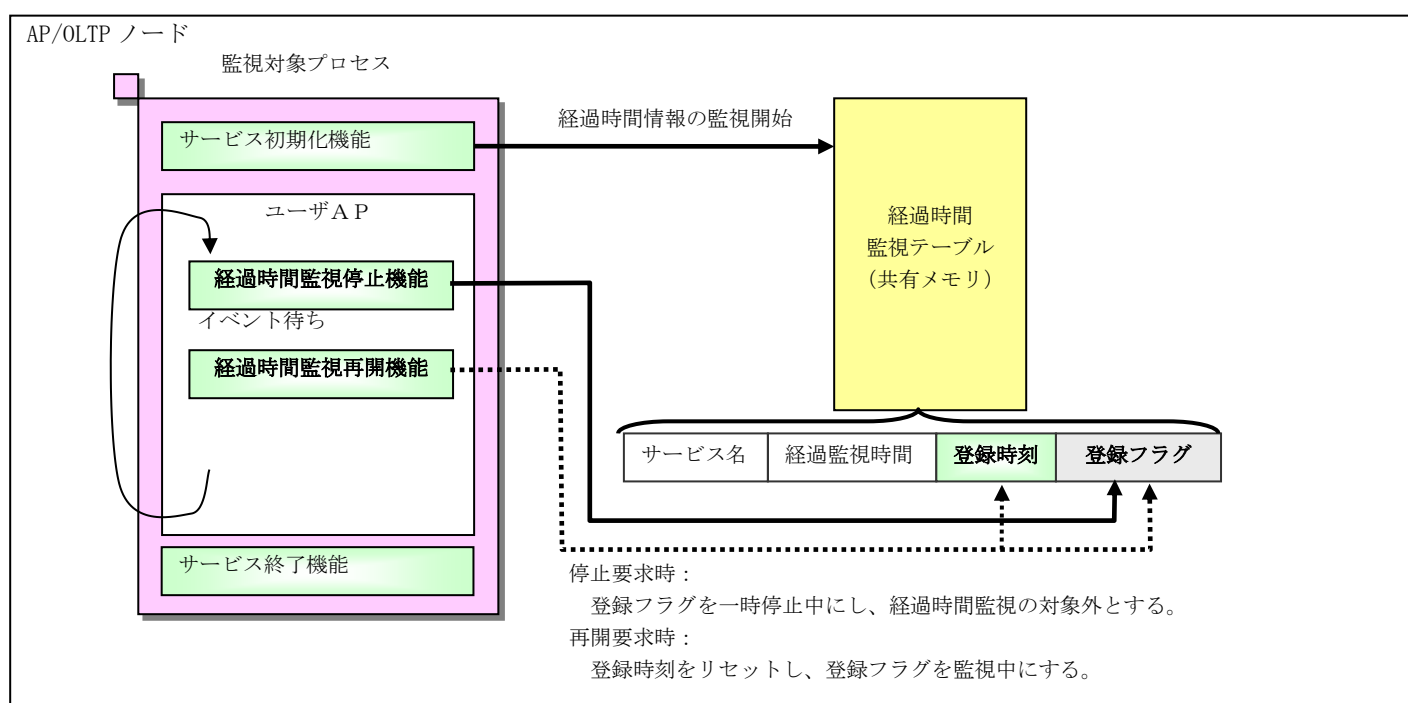 AP/OLTP ノード
監視対象プロセス
サービス初期化機能
経過時間情報の監視開始
ユーザＡＰ
経過時間監視停止機能
イベント待ち
経過時間監視再開機能
サービス終了機能
経過時間
監視テーブル
(共有メモリ)
サービス名 経過監視時間 登録時刻 登録フラグ
停止要求時：
登録フラグを一時停止中にし、経過時間監視の対象外とする。
再開要求時：
登録時刻をリセットし、登録フラグを監視中にする。